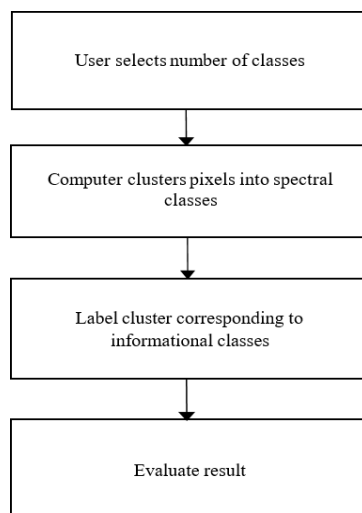 User selects number of classes
Computer clusters pixels into spectral
classes
Label cluster corresponding to
informational classes
Evaluate result